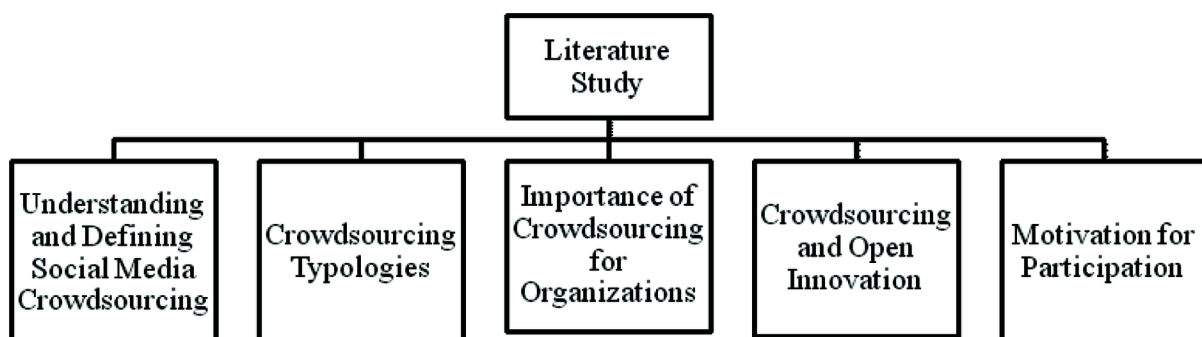 Literature
Study
Understanding
and Defining
Social Media
Crowdsourcing
Crowdsourcing
Typologies
Importance of
Crowdsourcing
for
Organizations
Crowdsourcing
and Open
Innovation
Motivation for
Participation